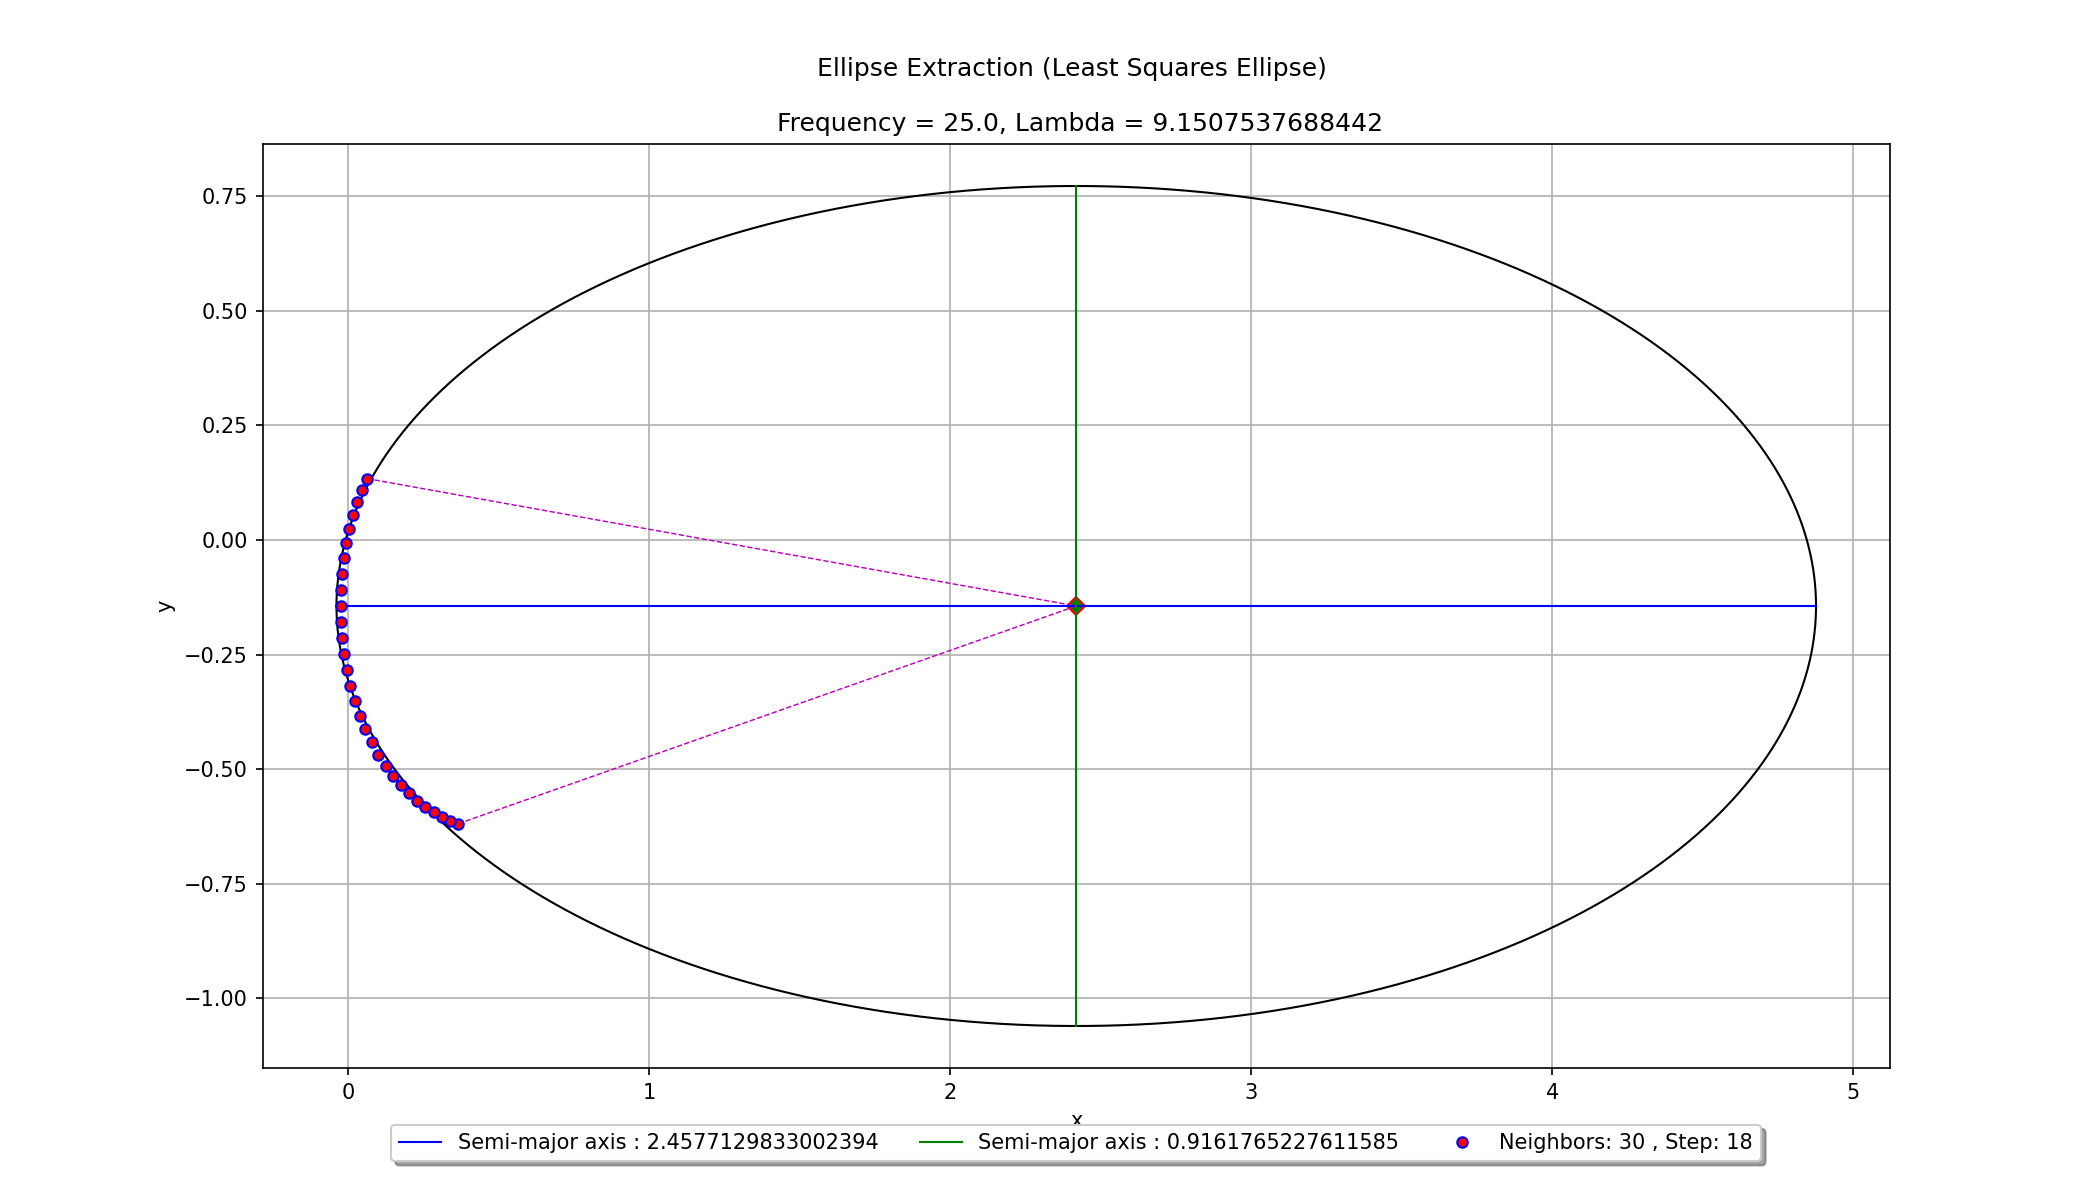 Ellipse Extraction (Least Squares Ellipse)
Frequency = 25.0, Lambda = 9.1507537688442
0.75
0.50
0.25
0.00
−0.25
−0.50
−0.75
−1.00
y
0 1 2 3 4 5
x
Semi-major axis : 2.4577129833002394 Semi-major axis : 0.9161765227611585 Neighbors: 30 , Step: 18